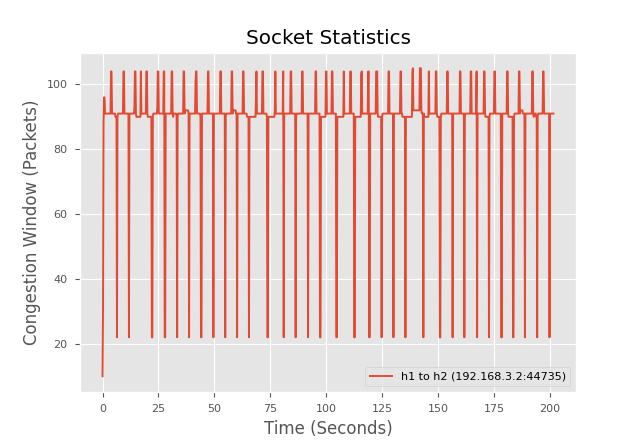 Socket Statistics
Congestion Window (Packets)
100
80
60
40
20
h1 to h2 (192.168.3.2:44735)
0 25 50 75 100 125 150 175 200
Time (Seconds)